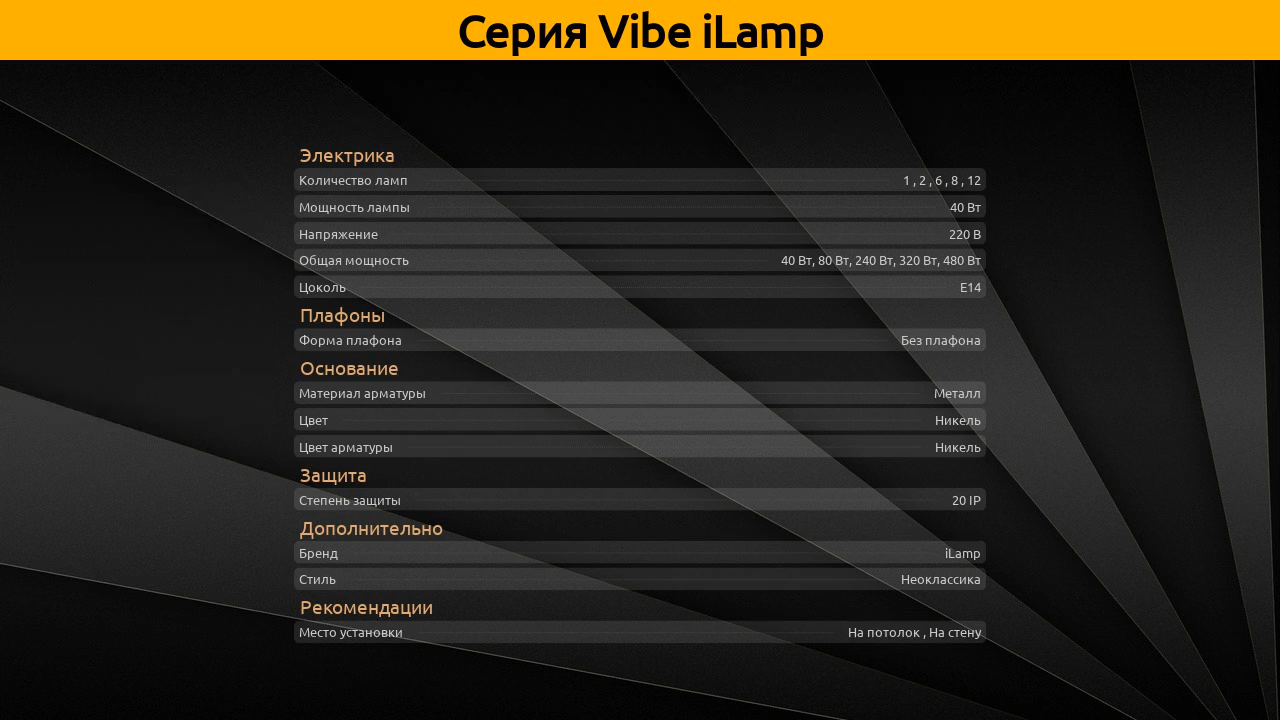 Серия Vibe iLamp
Электрика
Количество ламп 1 , 2 , 6 , 8 , 12
Мощность лампы 40 Вт
Напряжение 220 В
Общая мощность 40 Вт, 80 Вт, 240 Вт, 320 Вт, 480 Вт
Цоколь E14
Плафоны
Форма плафона Без плафона
Основание
Материал арматуры Металл
Цвет Никель
Цвет арматуры Никель
Защита
Степень защиты 20 IP
Дополнительно
Бренд iLamp
Стиль Неоклассика
Рекомендации
Место установки На потолок , На стену